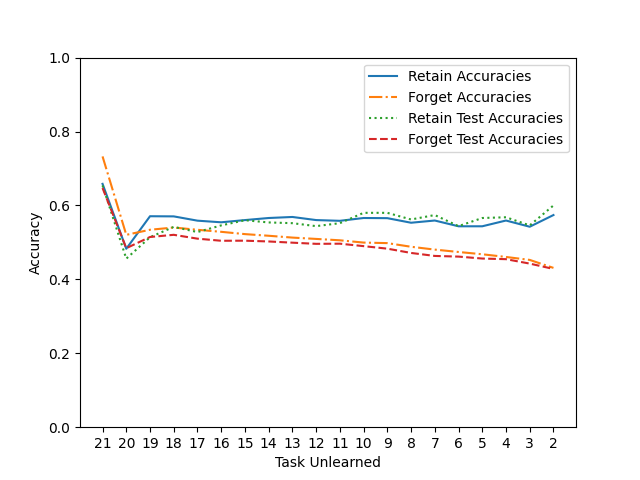 1.0
0.8
0.6
0.4
0.2
0.0
Accuracy
Retain Accuracies
Forget Accuracies
Retain Test Accuracies
Forget Test Accuracies
21 20 19 18 17 16 15 14 13 12 11 10 9 8 7 6 5 4 3 2
Task Unlearned